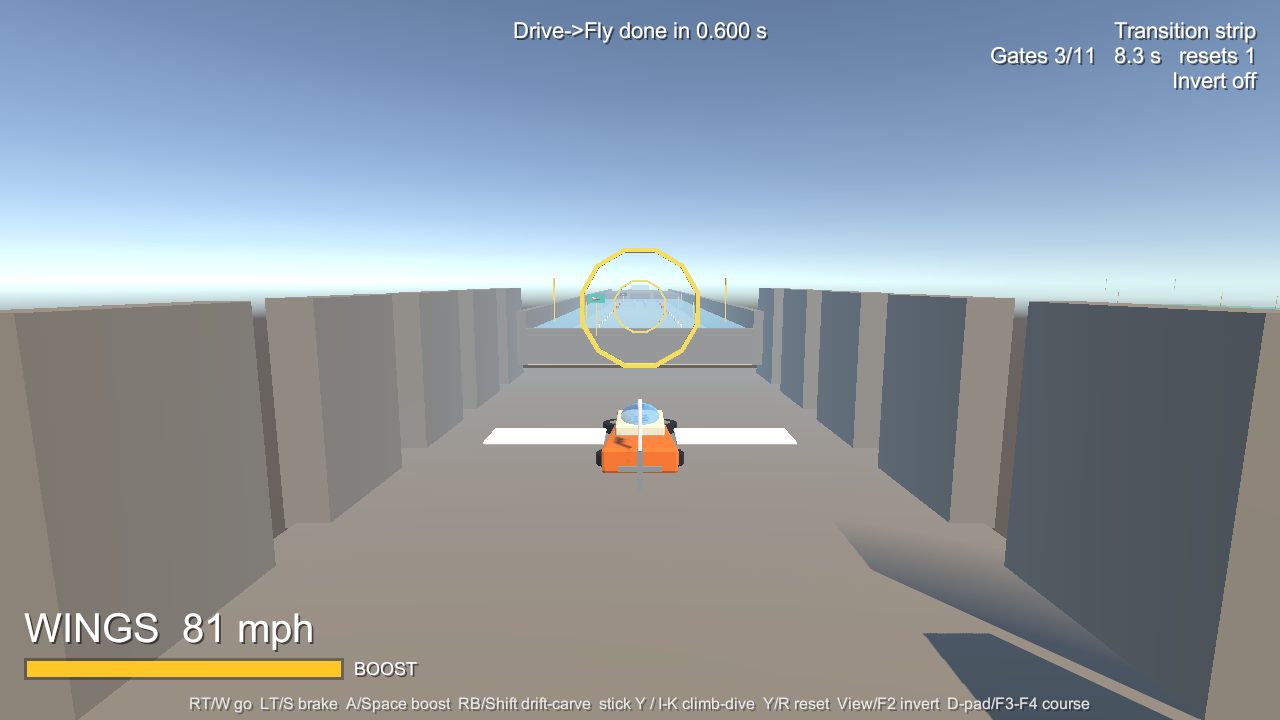 Drive->Fly done in 0.600 s
Transition strip
Gates 3/11 8.3 s resets 1
Invert off
WINGS 81 mph
BOOST
RT/W go LT/S brake A/Space boost RB/Shift drift-carve stick Y / I-K climb-dive Y/R reset View/F2 invert D-pad/F3-F4 course